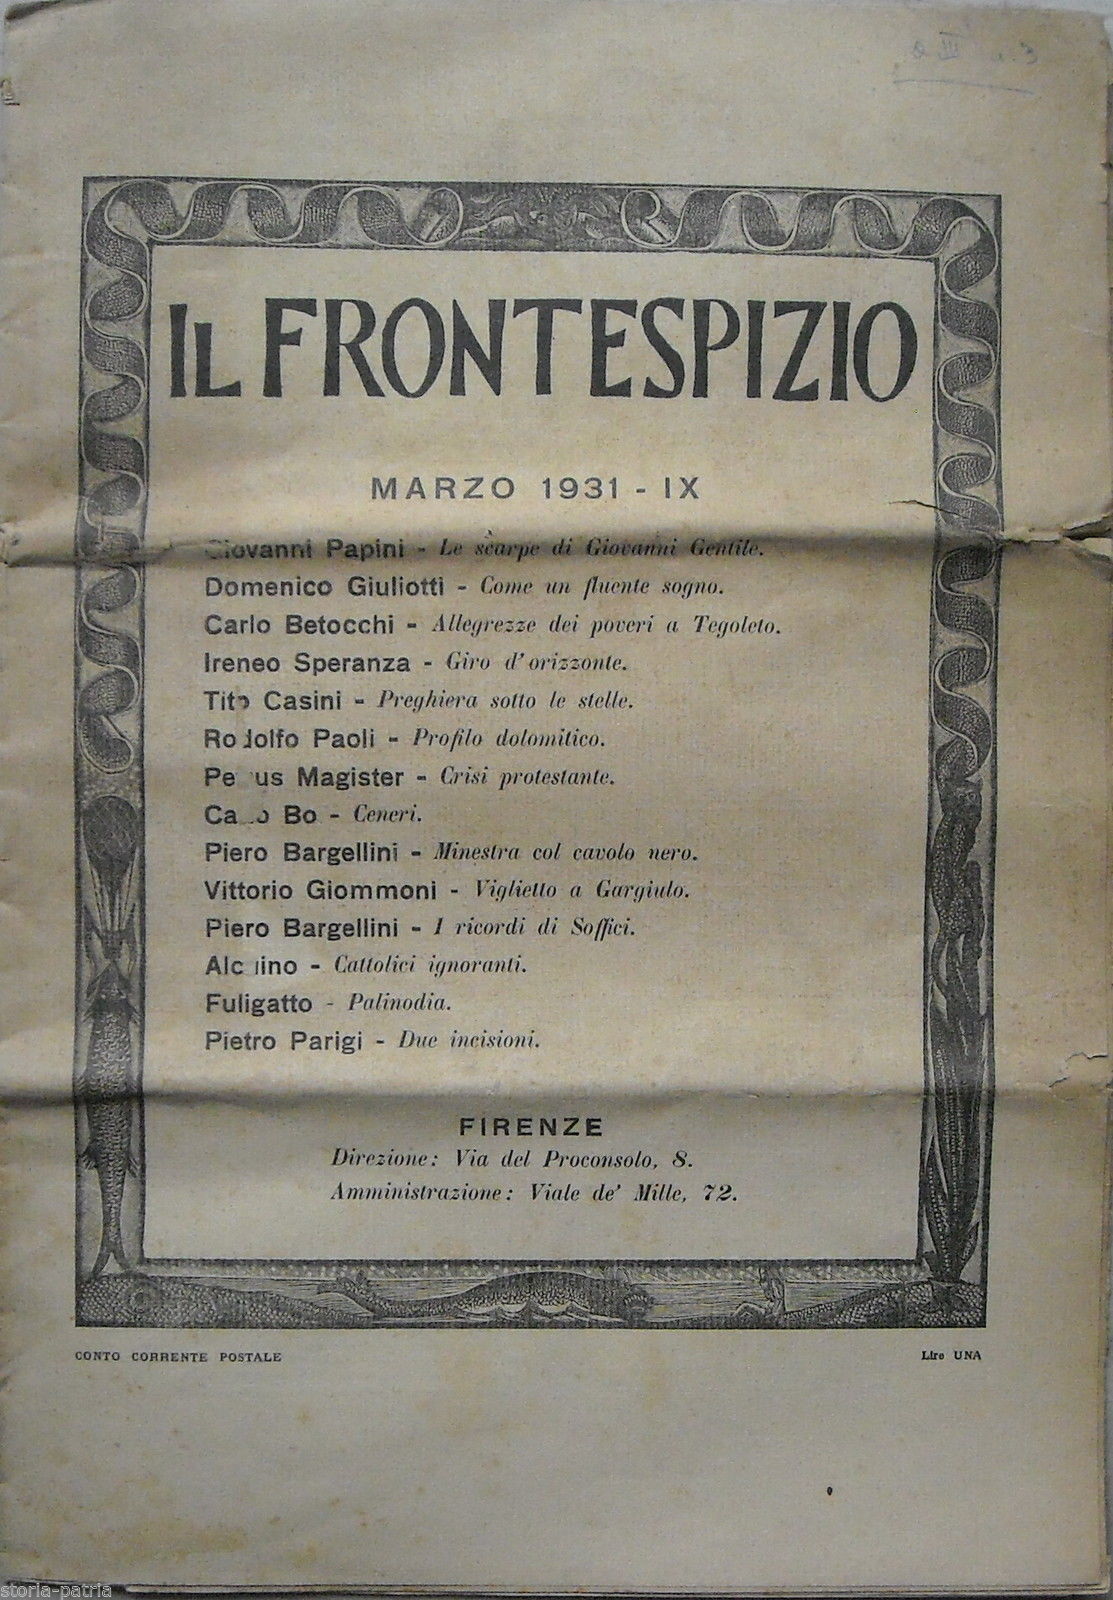 IL FRONTESPIZIO
MARZO 1931 - IX
Giovanni Papini - Le scarpe di Giovanni Gentile.
Domenico Giuliotti - Come un fluente sogno.
Carlo Betocchi - Allegrezze dei poveri a Tegoleto.
Ireneo Speranza - Giro d'orizzonte.
Tito Casini - Preghiera sotto le stelle.
Rodolfo Paoli - Profilo dolomitico.
Magister - Crisi protestante.
Carlo Bo - Ceneri.
Piero Bargellini - Minestra col cavolo nero.
Vittorio Giommoni - Viglietto a Gargiulo.
Piero Bargellini - I ricordi di Soffici.
- Cattolici ignoranti.
Fuligatto - Palinodia.
Pietro Parigi - Due incisioni.
FIRENZE
Direzione: Via del Proconsolo, 8.
Amministrazione: Viale de' Mille, 72.
CONTO CORRENTE POSTALE
Lire UNA
storia-patria